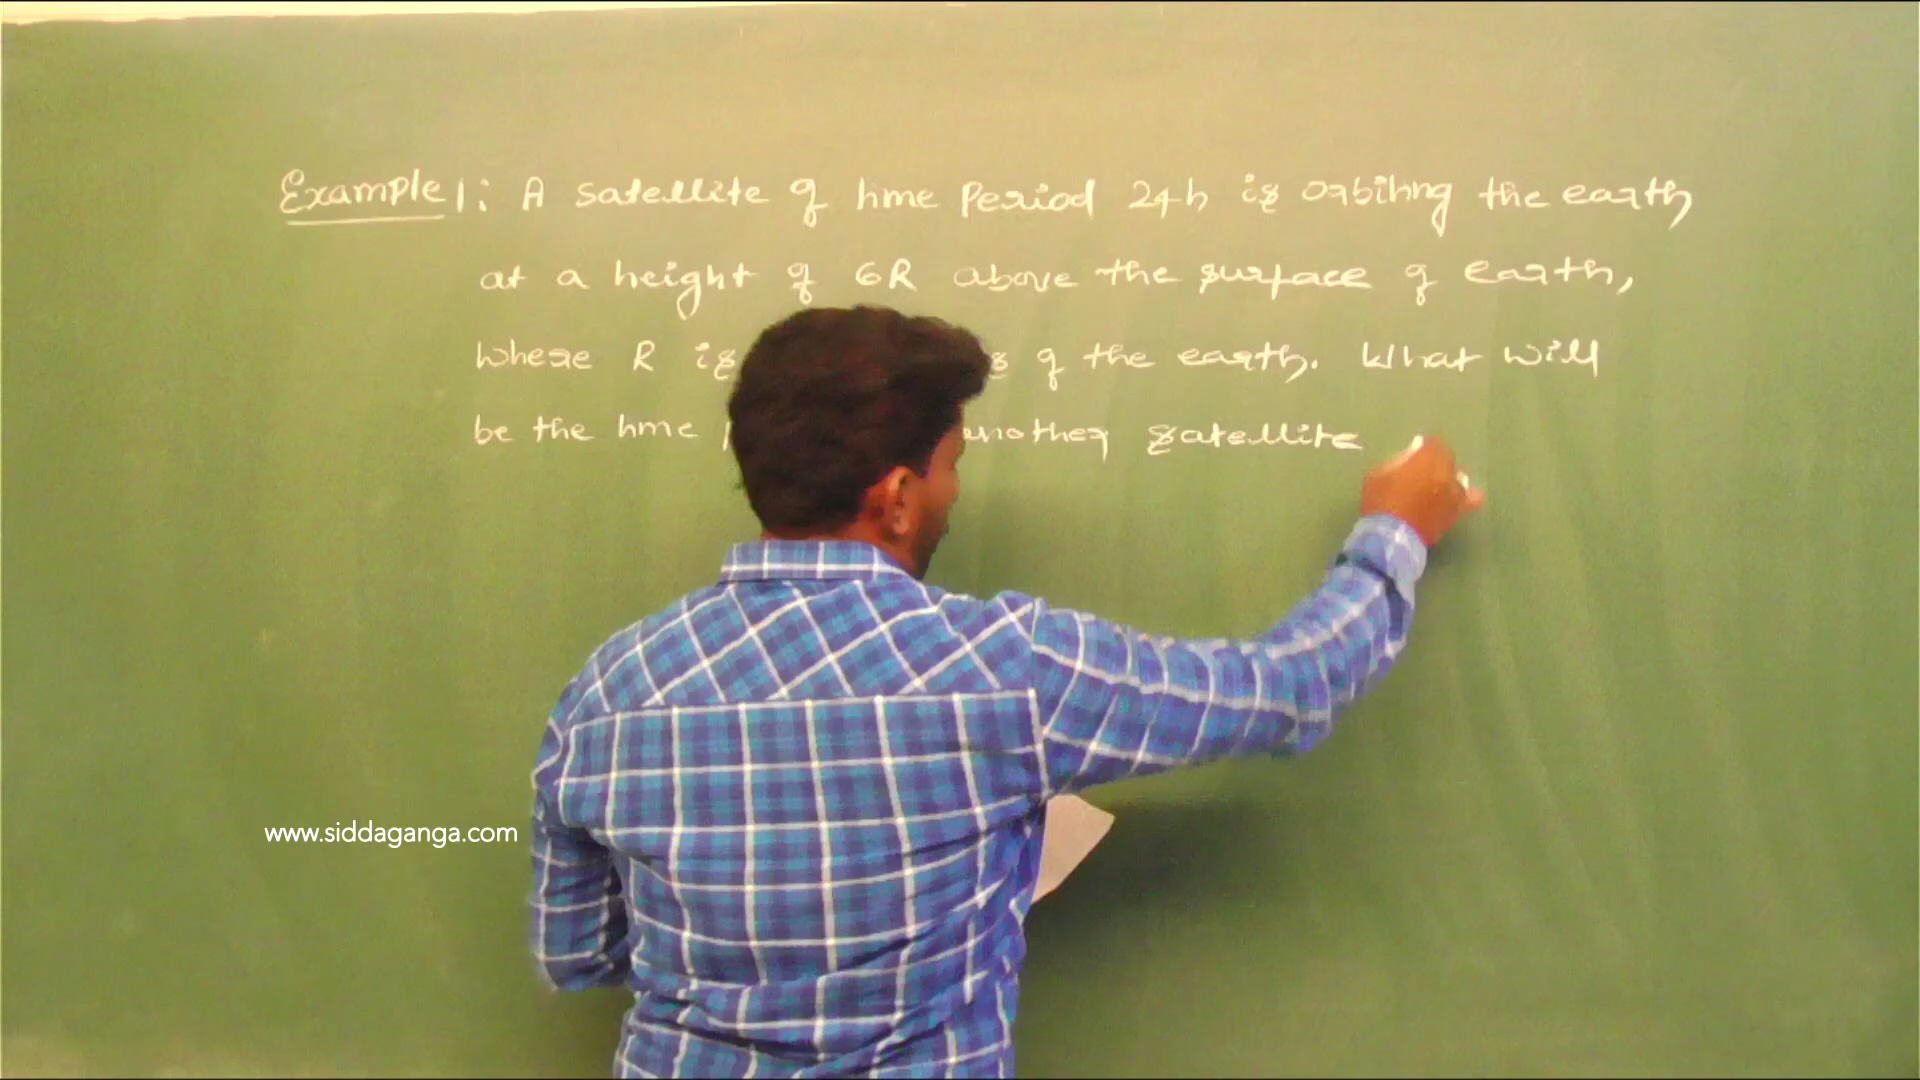 Example 1: A satellite of time period 24h is orbiting the earth
at a height of 6R above the surface of earth,
where R is of the earth. What will
be the time another satellite
www.siddaganga.com